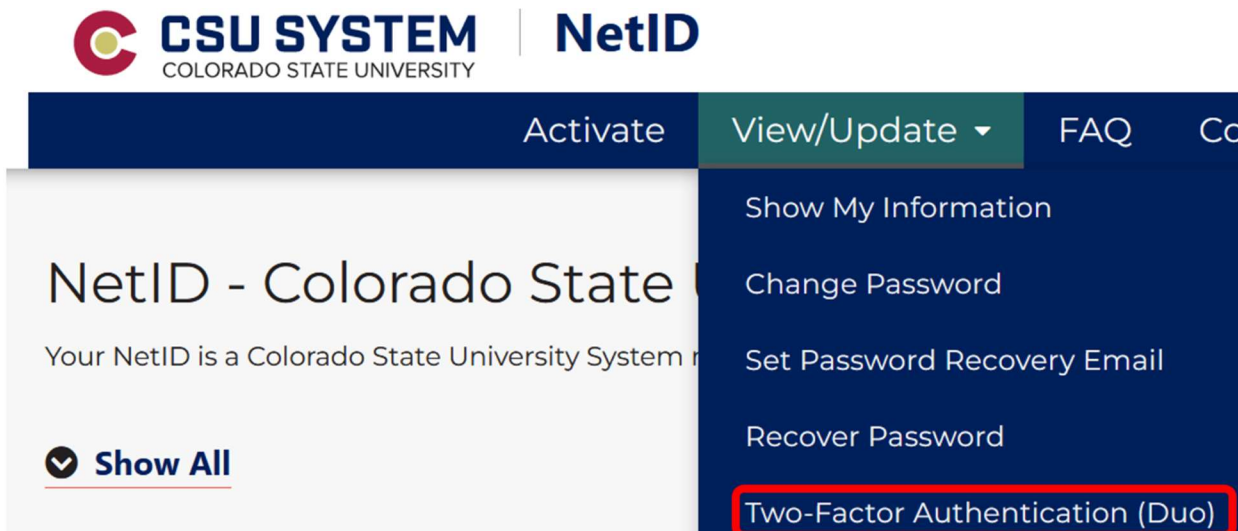 CSU SYSTEM
COLORADO STATE UNIVERSITY
NetID
Activate View/Update FAQ
Show My Information
NetID - Colorado State
Change Password
Your NetID is a Colorado State University System
Set Password Recovery Email
Recover Password
Show All
Two-Factor Authentication (Duo)